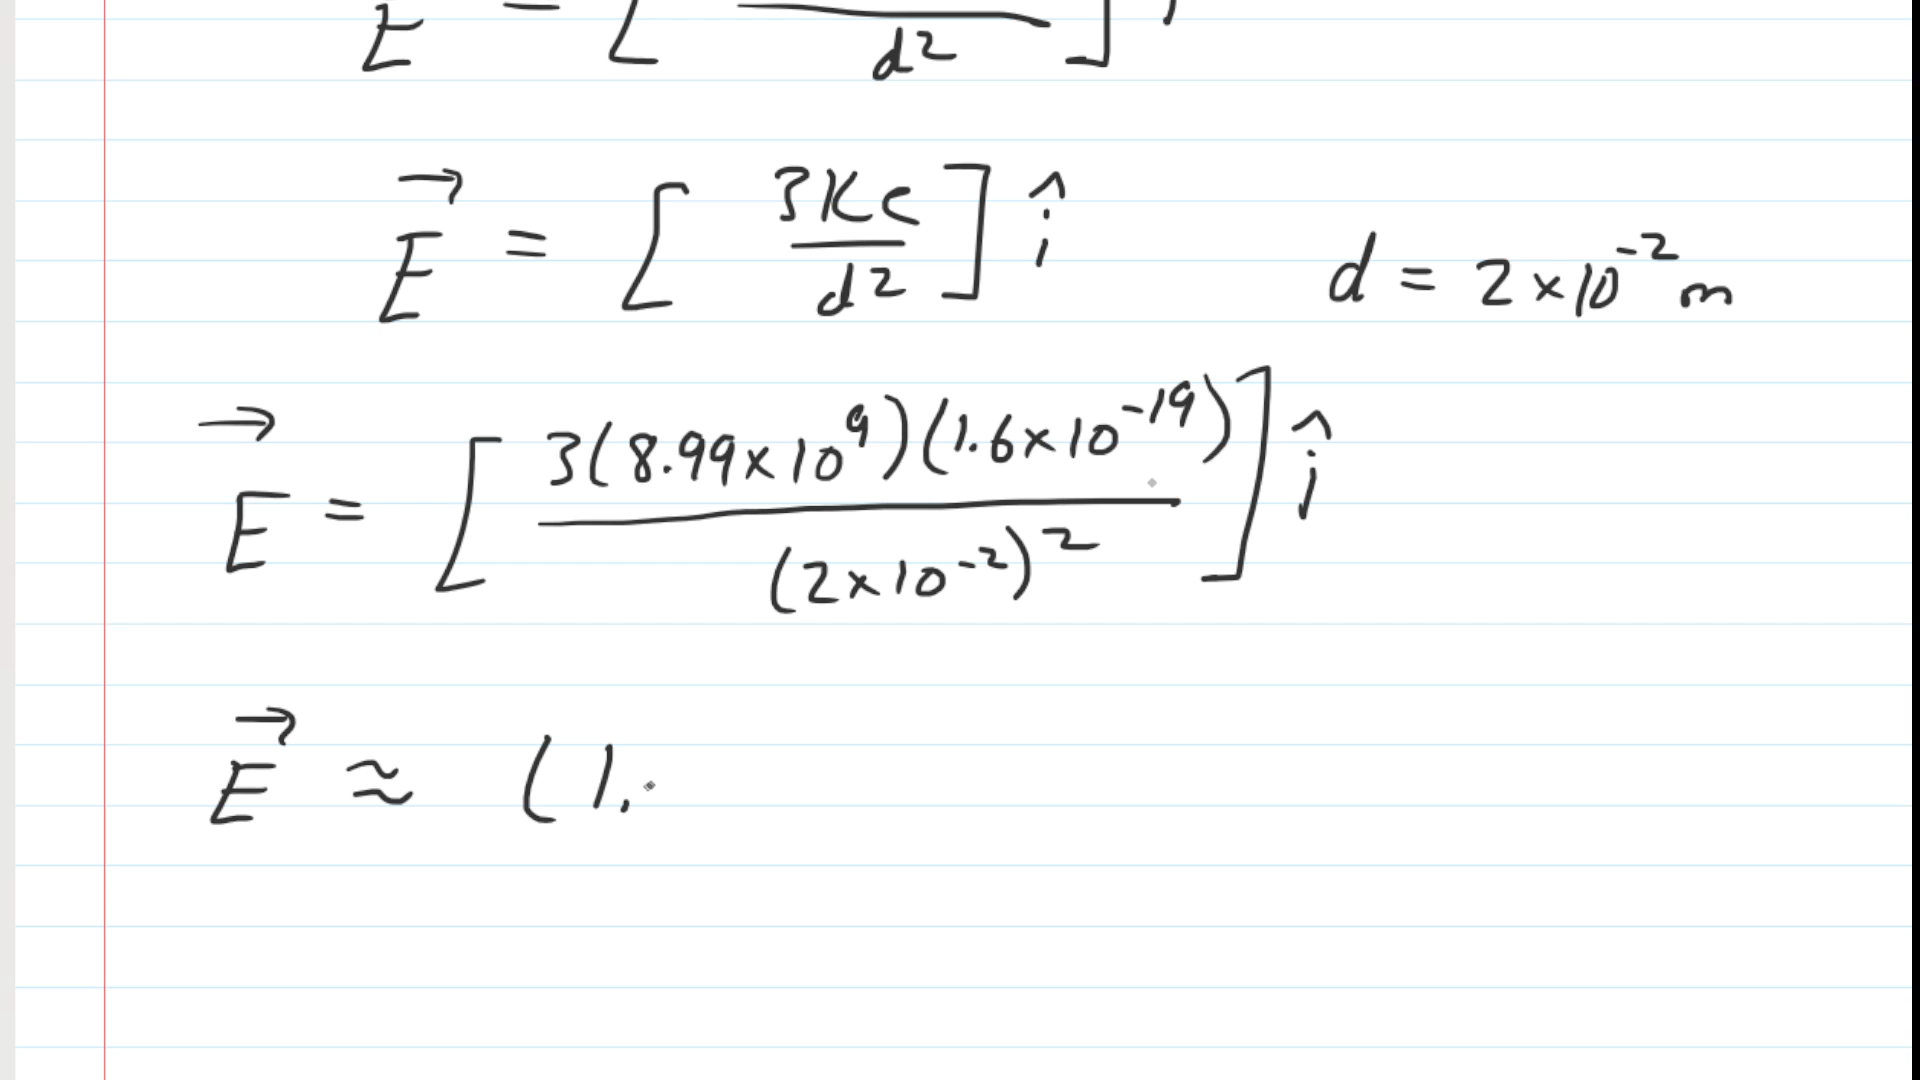 E = [ d²]
→E = [3Ke / d²] î
d = 2 × 10⁻² m
→E = [3(8.99 × 10⁹)(1.6 × 10⁻¹⁹) / (2 × 10⁻²)²] î
→E ≈ (1.